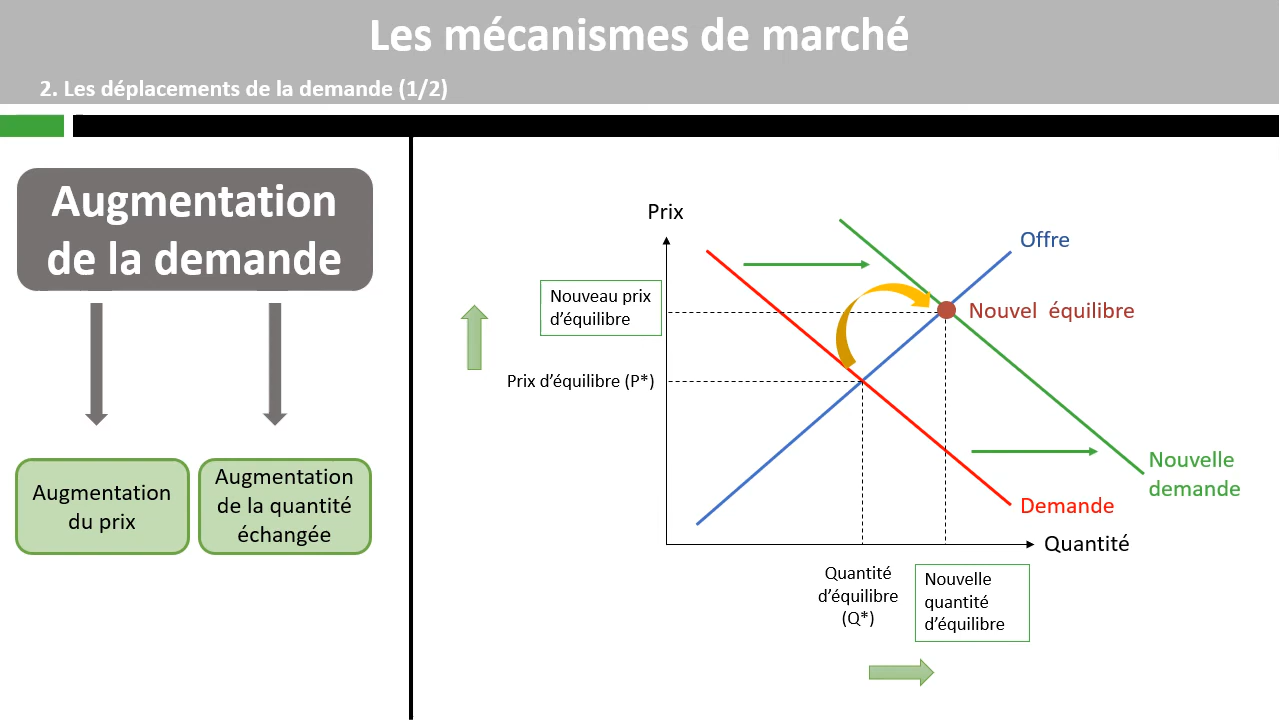 Les mécanismes de marché
2. Les déplacements de la demande (1/2)
Augmentation
de la demande
Augmentation
du prix
Augmentation
de la quantité
échangée
Prix
Offre
Nouveau prix
d’équilibre
Nouvel équilibre
Prix d’équilibre (P*)
Nouvelle
demande
Demande
Quantité
Quantité
d’équilibre
(Q*)
Nouvelle
quantité
d’équilibre